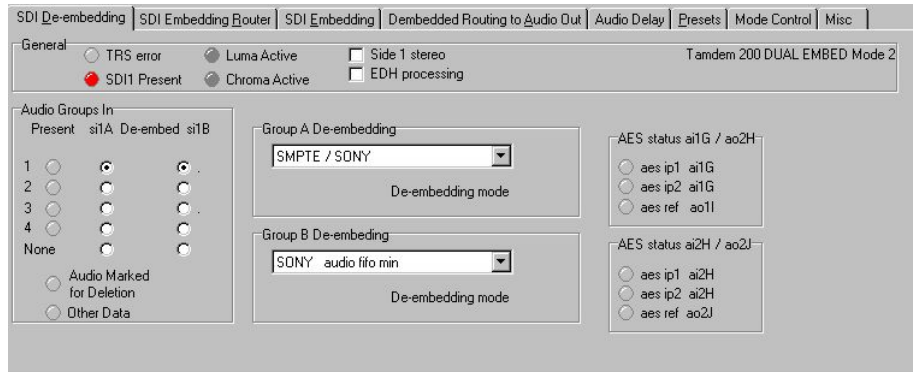 SDI De-embedding SDI Embedding Router SDI Embedding Dembedded Routing to Audio Out Audio Delay Presets Mode Control Misc
General
TRS error Luma Active Side 1 stereo Tamdem 200 DUAL EMBED Mode 2
SDI1 Present Chroma Active EDH processing
Audio Groups In
Present si1A De-embed si1B
1 .
2
3 .
4
None
Audio Marked
for Deletion
Other Data
Group A De-embedding
SMPTE / SONY
De-embedding mode
Group B De-embeding
SONY audio fifo min
De-embedding mode
AES status ai1G / ao2H
aes ip1 ai1G
aes ip2 ai1G
aes ref ao1I
AES status ai2H / ao2J
aes ip1 ai2H
aes ip2 ai2H
aes ref ao2J